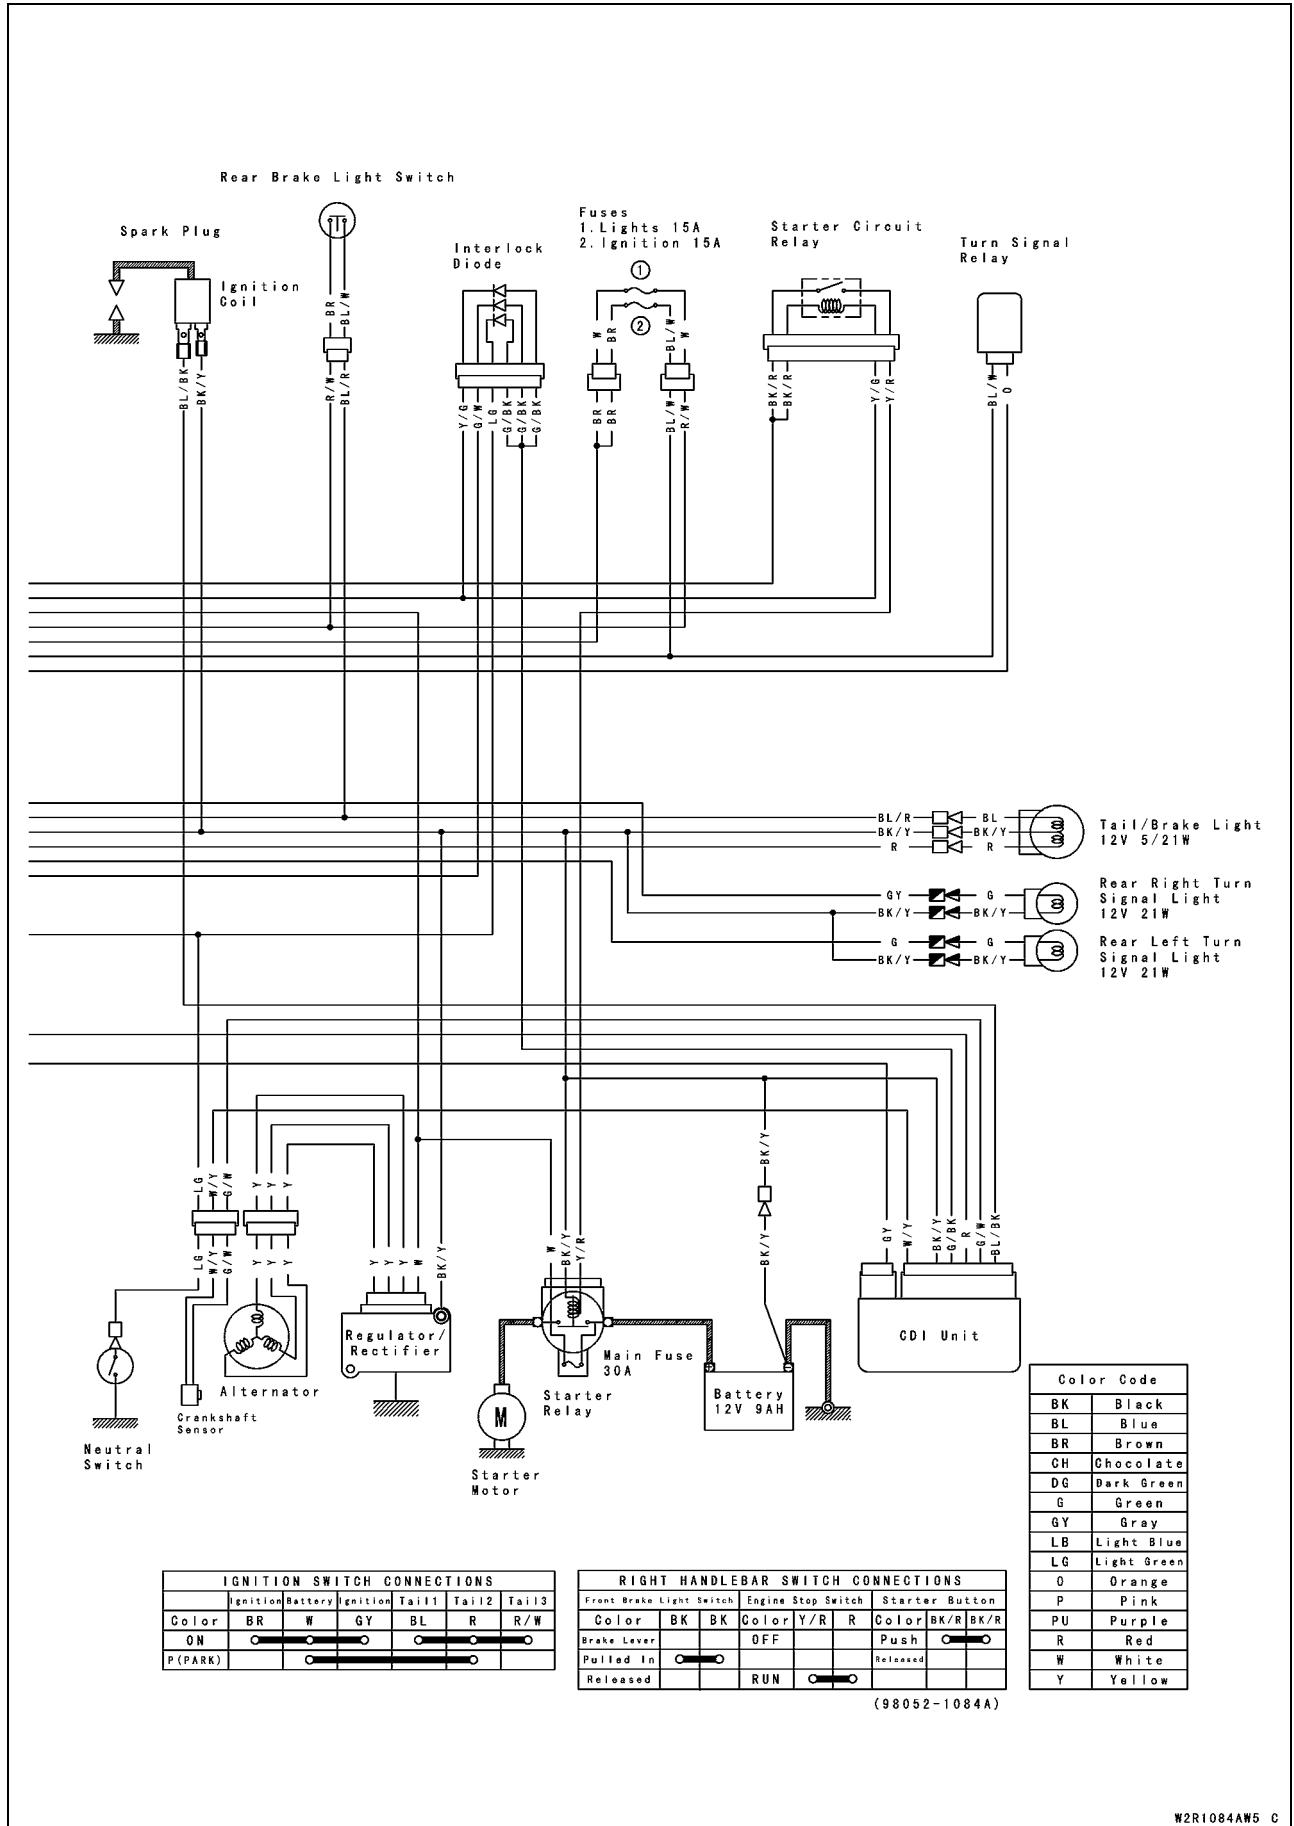 Rear Brake Light Switch
Spark Plug
Ignition
Coil
Interlock
Diode
Fuses
1.Lights 15A
2.Ignition 15A
1
2
Starter Circuit
Relay
Turn Signal
Relay
BR
BL/W
R/W
BL/R
BL/BK
BK/Y
Y/G
G/W
LG
G/BK
G/BK
G/BK
W
BR
BL/W
W
BR
BR
BL/W
R/W
BK/R
BK/R
Y/G
Y/R
BL/W
O
BL/R
BL
BK/Y
BK/Y
R
R
Tail/Brake Light
12V 5/21W
GY
G
BK/Y
BK/Y
Rear Right Turn
Signal Light
12V 21W
G
G
BK/Y
BK/Y
Rear Left Turn
Signal Light
12V 21W
LG
W/Y
G/W
Y
Y
Y
LG
W/Y
G/W
Y
Y
Y
Y
Y
Y
W
BK/Y
W
BK/Y
Y/R
BK/Y
BK/Y
GY
W/Y
BK/Y
G/BK
R
G/W
BL/BK
Neutral
Switch
Crankshaft
Sensor
Alternator
Regulator/
Rectifier
M
Starter
Motor
Main Fuse
30A
Starter
Relay
Battery
12V 9AH
CDI Unit
Color Code
BK Black
BL Blue
BR Brown
CH Chocolate
DG Dark Green
G Green
GY Gray
LB Light Blue
LG Light Green
O Orange
P Pink
PU Purple
R Red
W White
Y Yellow
IGNITION SWITCH CONNECTIONS
Ignition Battery Ignition Tail1 Tail2 Tail3
Color BR W GY BL R R/W
ON
P(PARK)
RIGHT HANDLEBAR SWITCH CONNECTIONS
Front Brake Light Switch Engine Stop Switch Starter Button
Color BK BK Color Y/R R Color BK/R BK/R
Brake Lever OFF Push
Pulled In Released
Released RUN
(98052-1084A)
W2R1084AW5 C